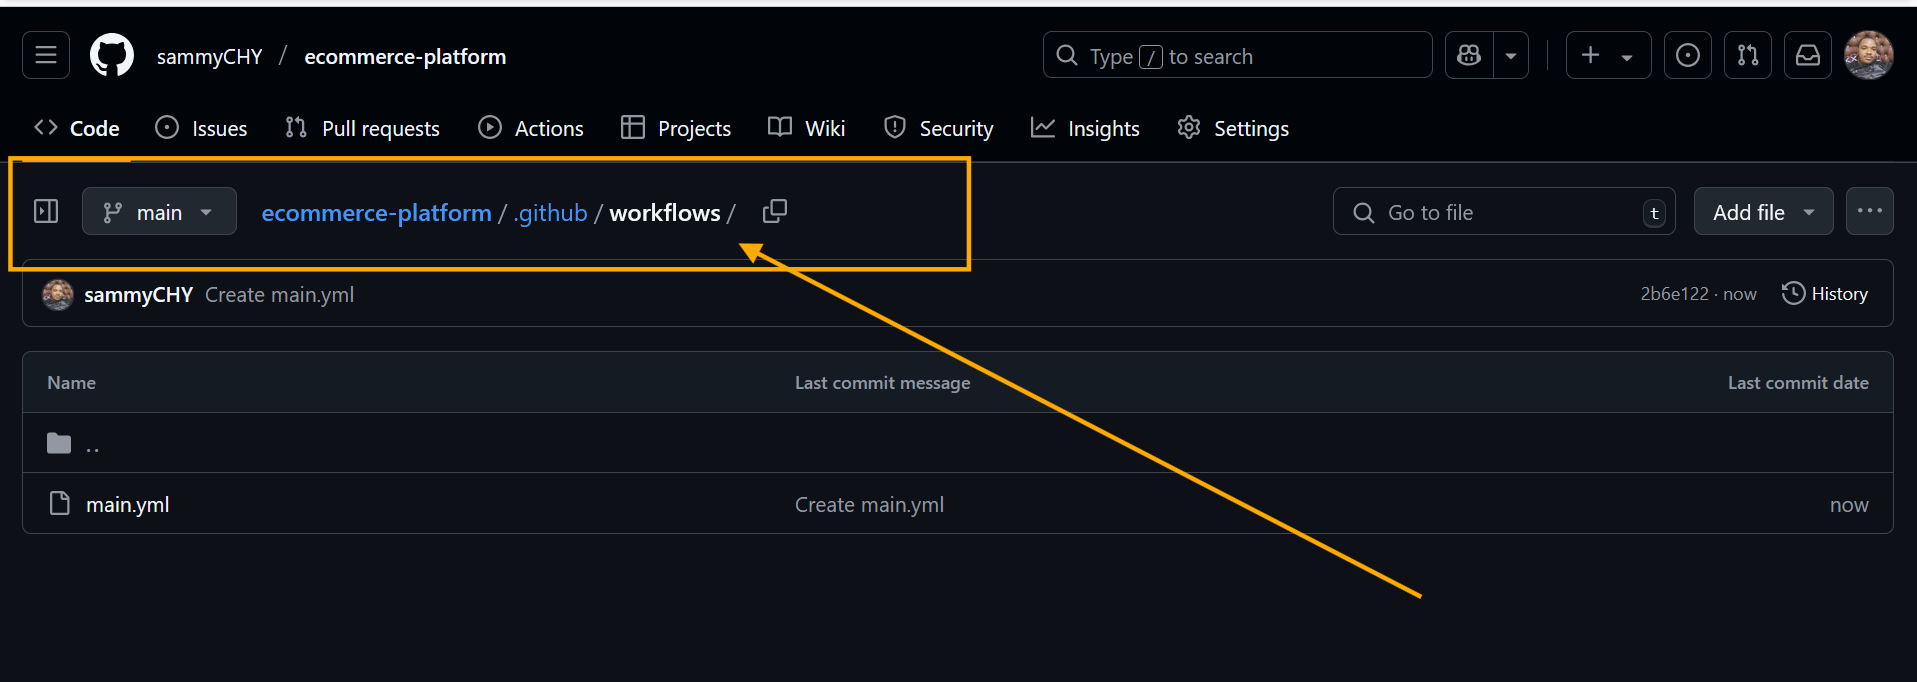 sammyCHY / ecommerce-platform
Type / to search
Code Issues Pull requests Actions Projects Wiki Security Insights Settings
main ecommerce-platform / .github / workflows /
Go to file t
Add file
sammyCHY Create main.yml
2b6e122 · now History
Name Last commit message Last commit date
..
main.yml Create main.yml now